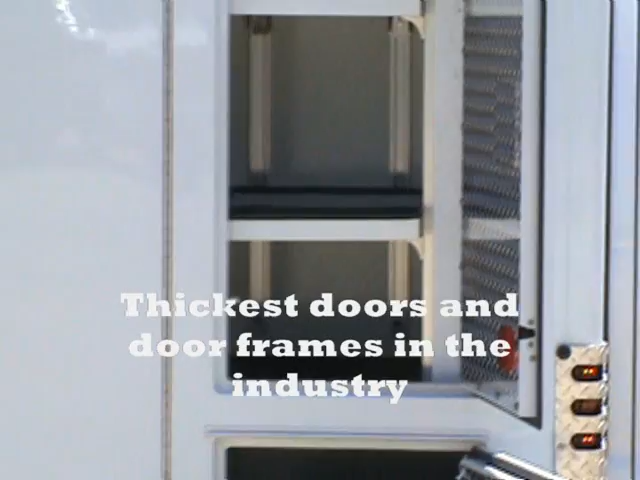 Thickest doors and
door frames in the
industry